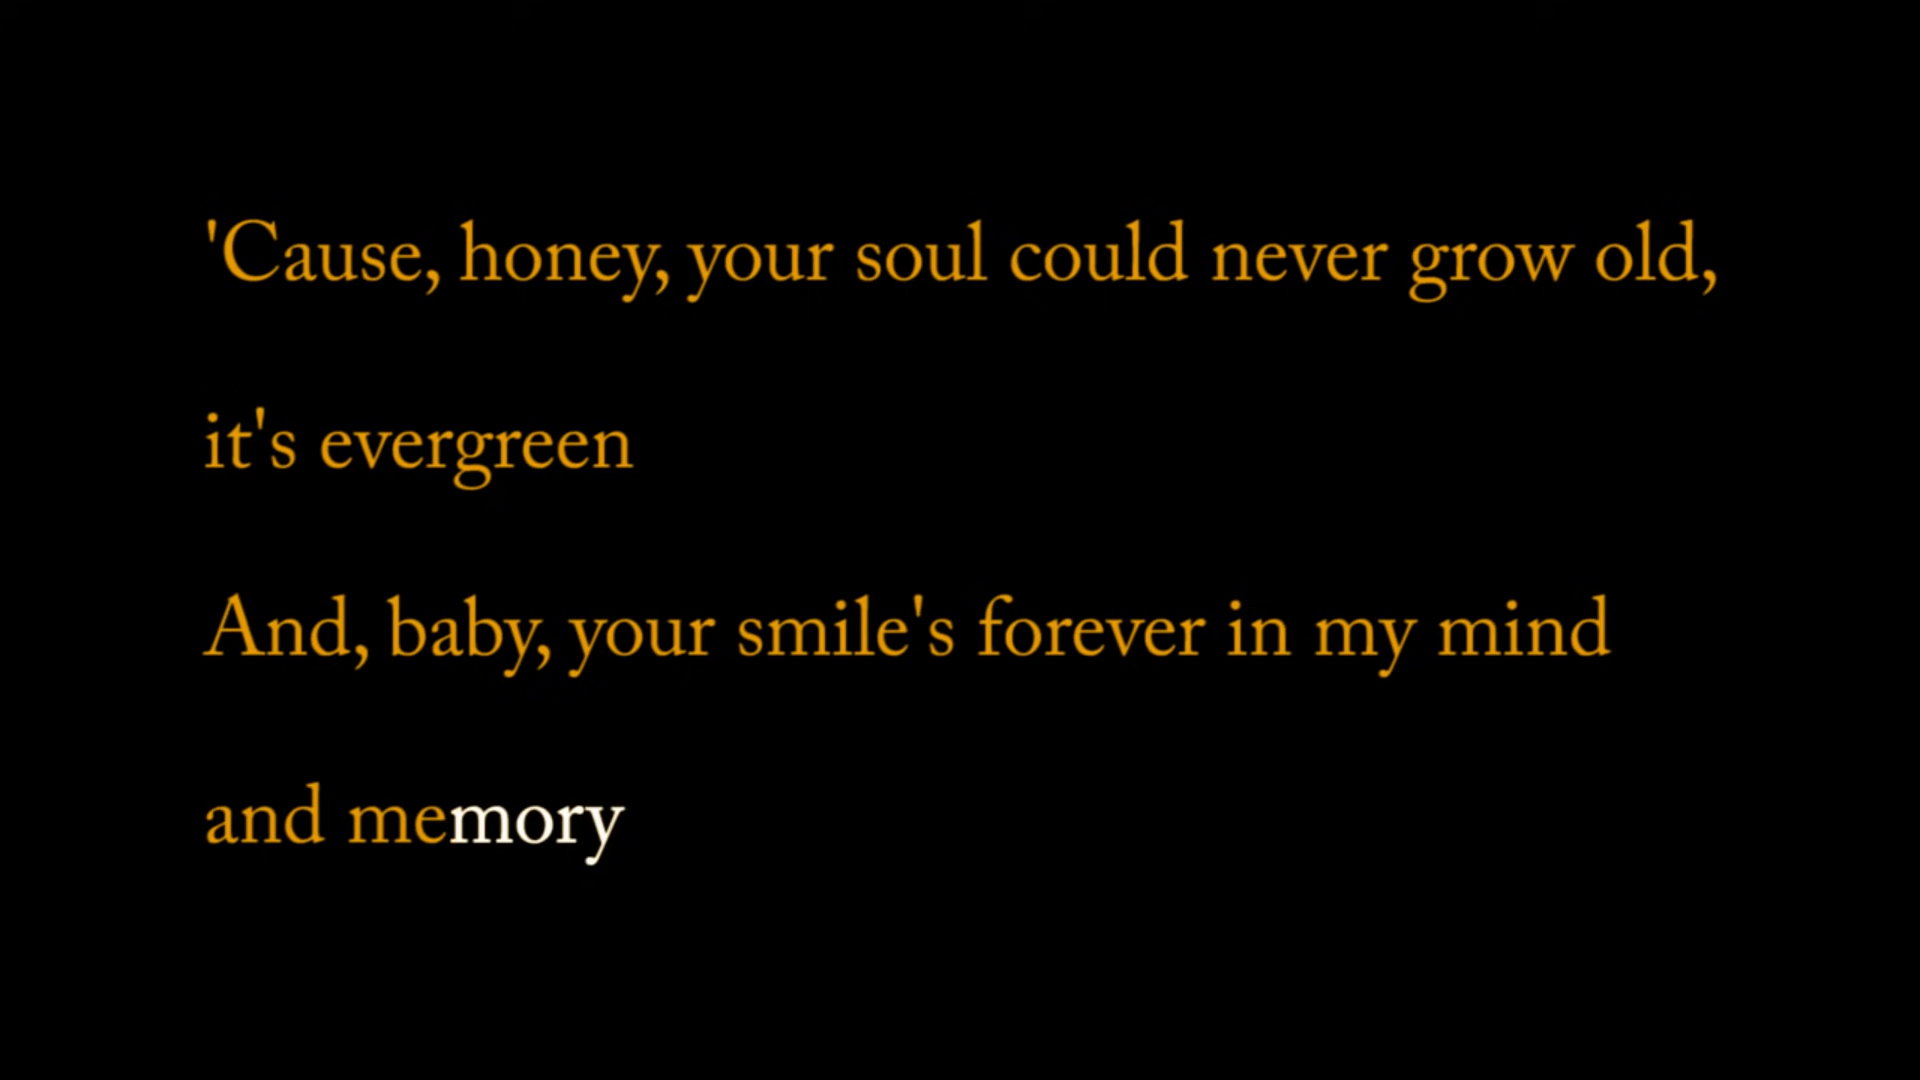 'Cause, honey, your soul could never grow old,
it's evergreen
And, baby, your smile's forever in my mind
and memory